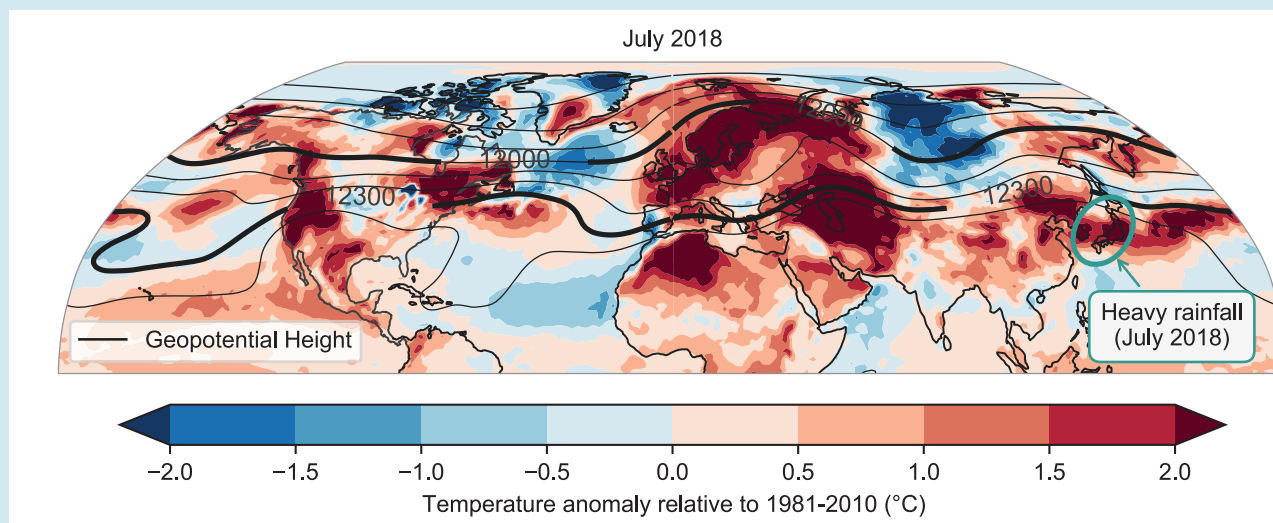 July 2018
12000
12000
12300
12300
Geopotential Height
Heavy rainfall
(July 2018)
−2.0 −1.5 −1.0 −0.5 0.0 0.5 1.0 1.5 2.0
Temperature anomaly relative to 1981-2010 (°C)